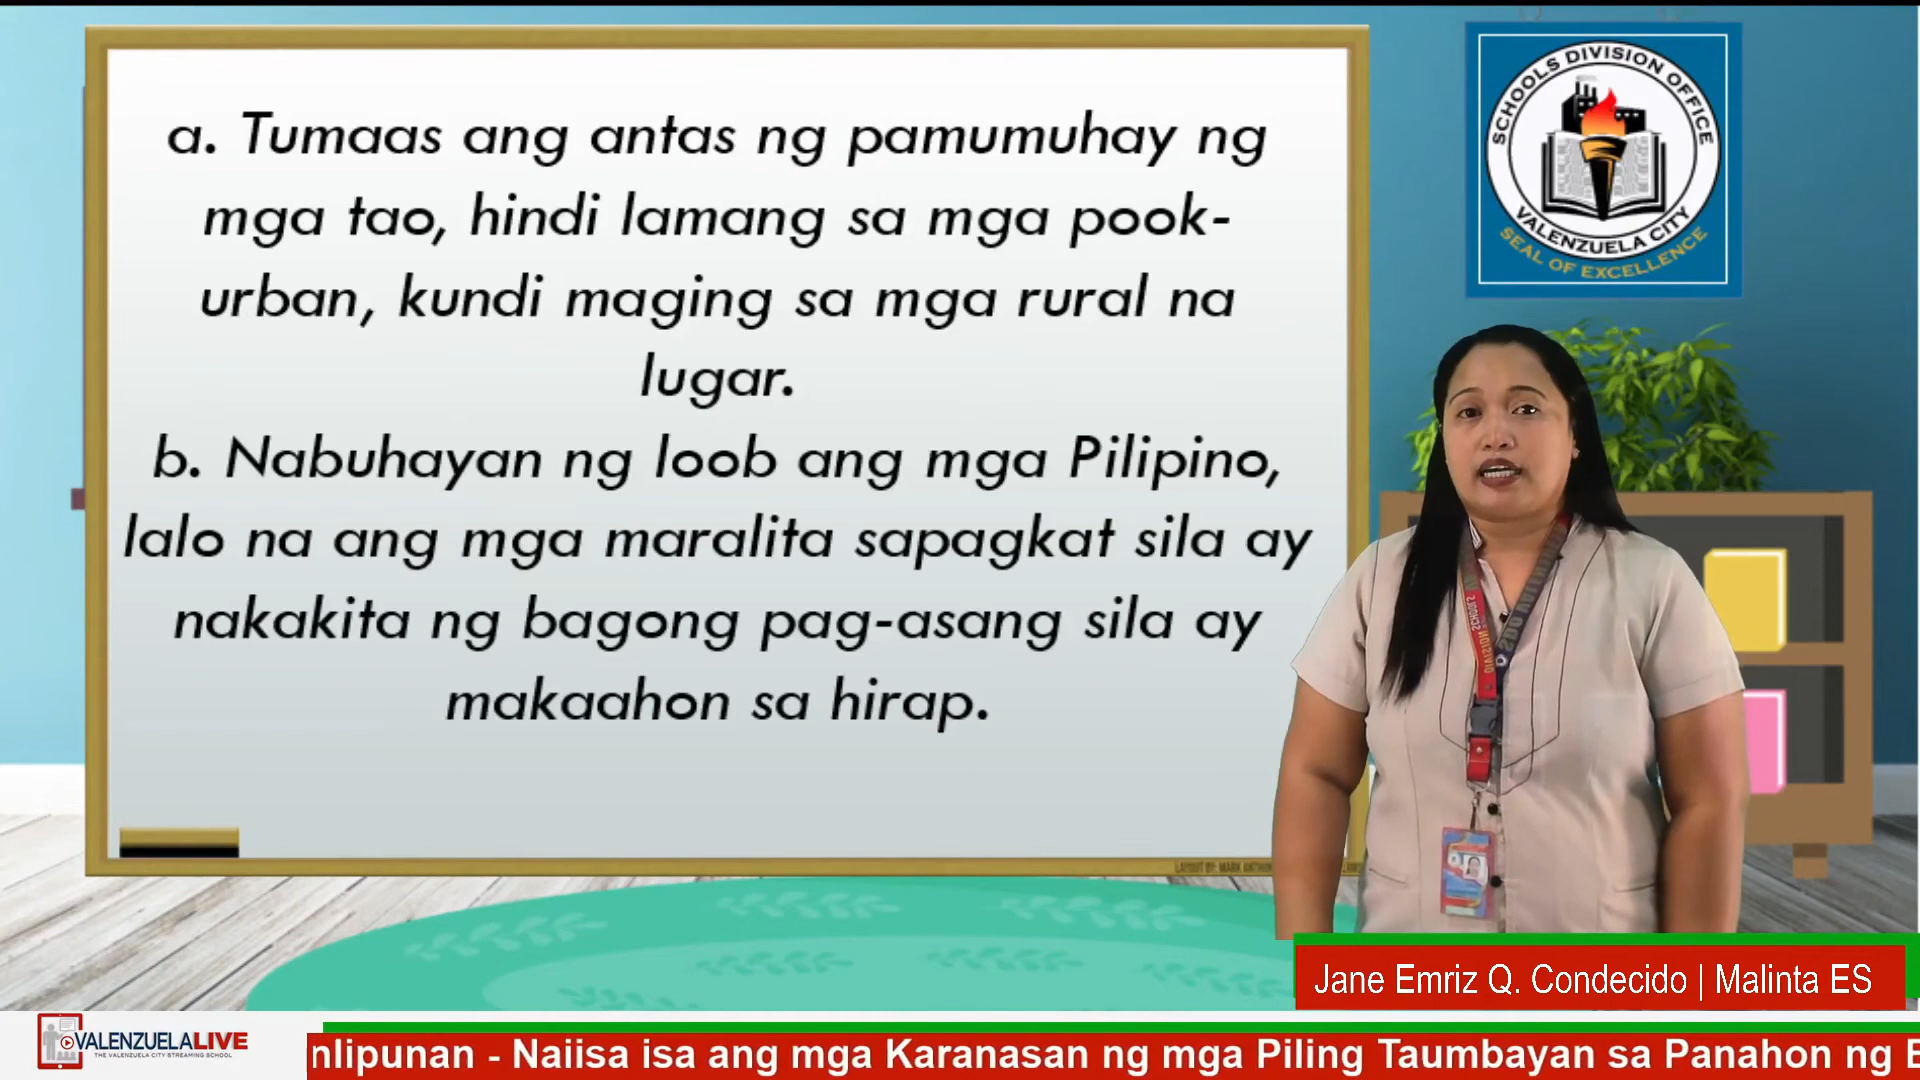 a. Tumaas ang antas ng pamumuhay ng
mga tao, hindi lamang sa mga pook-
urban, kundi maging sa mga rural na
lugar.
b. Nabuhayan ng loob ang mga Pilipino,
lalo na ang mga maralita sapagkat sila ay
nakakita ng bagong pag-asang sila ay
makaahon sa hirap.
SCHOOLS DIVISION OFFICE
VALENZUELA CITY
SEAL OF EXCELLENCE
LAYOUT BY: MARK
Jane Emriz Q. Condecido | Malinta ES
VALENZUELALIVE
THE VALENZUELA CITY STREAMING SCHOOL
nlipunan - Naiisa isa ang mga Karanasan ng mga Piling Taumbayan sa Panahon ng